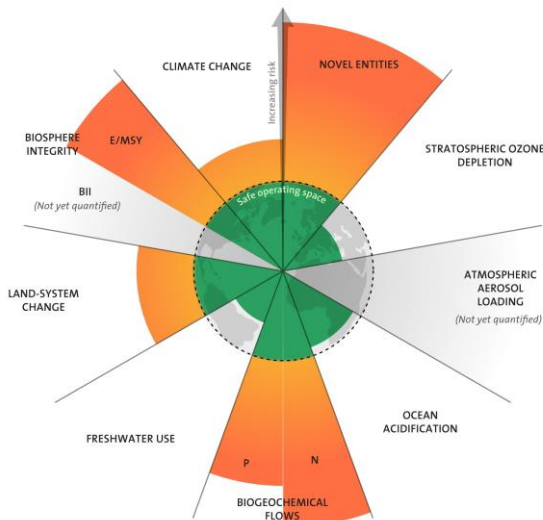 CLIMATE CHANGE
NOVEL ENTITIES
Increasing risk
BIOSPHERE
INTEGRITY
E/MSY
STRATOSPHERIC OZONE
DEPLETION
BII
(Not yet quantified)
Safe operating space
ATMOSPHERIC
AEROSOL
LOADING
(Not yet quantified)
LAND-SYSTEM
CHANGE
OCEAN
ACIDIFICATION
FRESHWATER USE
P
N
BIOGEOCHEMICAL
FLOWS